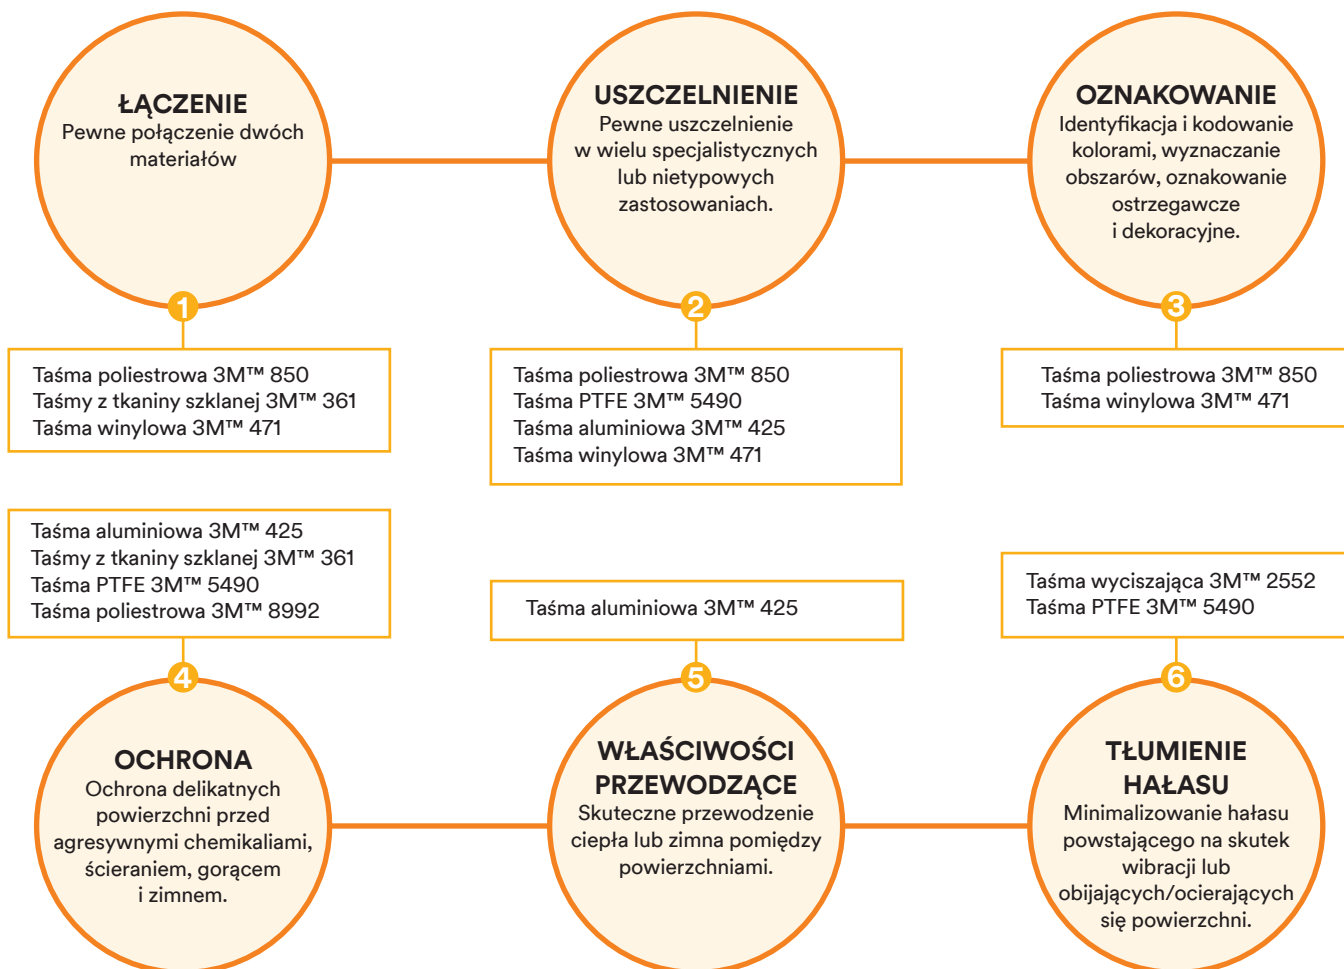 ŁĄCZENIE
Pewne połączenie dwóch
materiałów
USZCZELNIENIE
Pewne uszczelnienie
w wielu specjalistycznych
lub nietypowych
zastosowaniach.
OZNAKOWANIE
Identyfikacja i kodowanie
kolorami, wyznaczanie
obszarów, oznakowanie
ostrzegawcze
i dekoracyjne.
1
2
3
Taśma poliestrowa 3M™ 850
Taśmy z tkaniny szklanej 3M™ 361
Taśma winylowa 3M™ 471
Taśma poliestrowa 3M™ 850
Taśma PTFE 3M™ 5490
Taśma aluminiowa 3M™ 425
Taśma winylowa 3M™ 471
Taśma poliestrowa 3M™ 850
Taśma winylowa 3M™ 471
Taśma aluminiowa 3M™ 425
Taśmy z tkaniny szklanej 3M™ 361
Taśma PTFE 3M™ 5490
Taśma poliestrowa 3M™ 8992
Taśma aluminiowa 3M™ 425
Taśma wyciszająca 3M™ 2552
Taśma PTFE 3M™ 5490
4
5
6
OCHRONA
Ochrona delikatnych
powierzchni przed
agresywnymi chemikaliami,
ścieraniem, gorącem
i zimnem.
WŁAŚCIWOŚCI
PRZEWODZĄCE
Skuteczne przewodzenie
ciepła lub zimna pomiędzy
powierzchniami.
TŁUMIENIE
HAŁASU
Minimalizowanie hałasu
powstającego na skutek
wibracji lub
obijających/ocierających
się powierzchni.